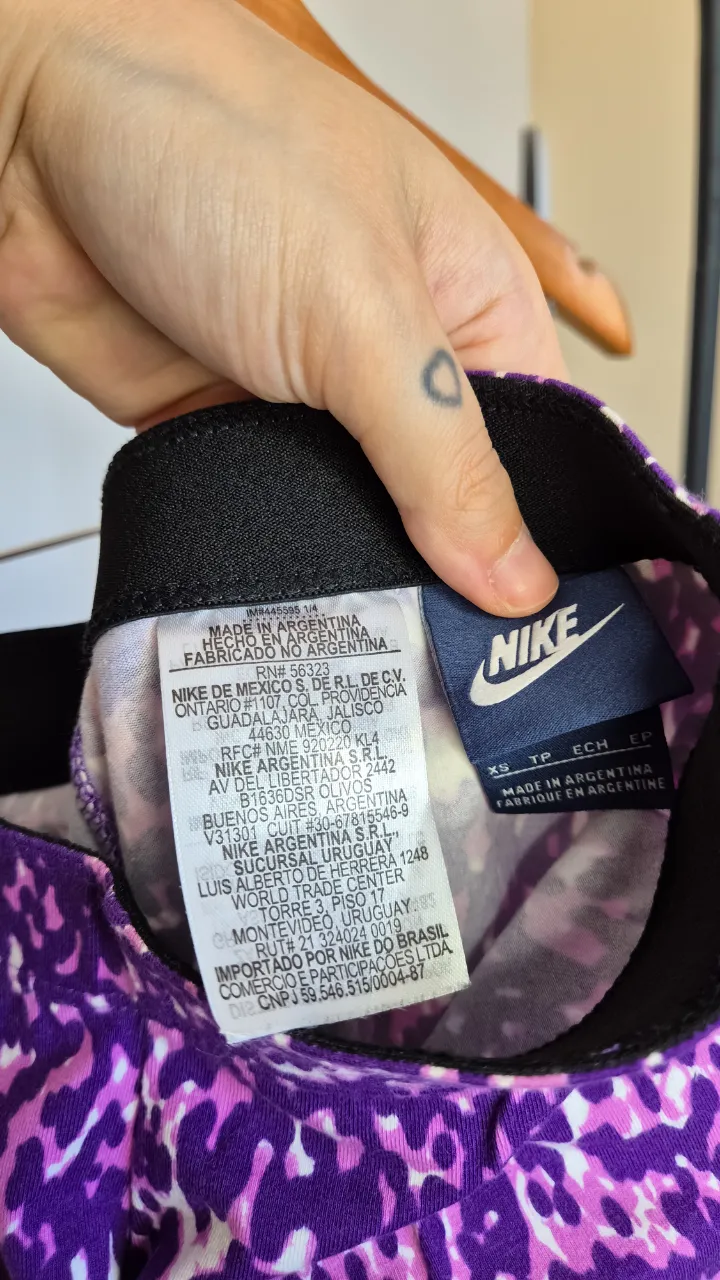 IM#445595 1/4
MADE IN ARGENTINA
HECHO EN ARGENTINA
FABRICADO NO ARGENTINA
RN# 56323
NIKE DE MEXICO S. DE R.L. DE C.V.
ONTARIO #1107, COL. PROVIDENCIA
GUADALAJARA, JALISCO
44630 MEXICO
RFC# NME 920220 KL4
NIKE ARGENTINA S.R.L.
AV DEL LIBERTADOR 2442
B1636DSR OLIVOS
BUENOS AIRES, ARGENTINA
V31301 CUIT #30-67815546-9
NIKE ARGENTINA S.R.L.,
SUCURSAL URUGUAY
LUIS ALBERTO DE HERRERA 1248
WORLD TRADE CENTER
TORRE 3, PISO 17
MONTEVIDEO, URUGUAY.
RUT# 21 324024 0019
IMPORTADO POR NIKE DO BRASIL
COMERCIO E PARTICIPACOES LTDA.
CNPJ 59.546.515/0004-87
NIKE
XS TP ECH EP
MADE IN ARGENTINA
FABRIQUE EN ARGENTINE